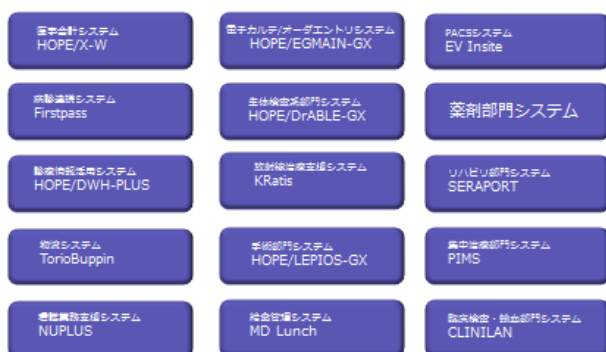 医事会計システム
HOPE/X-W
電子カルテ/オーダエントリシステム
HOPE/EGMAIN-GX
PACSシステム
EV Insite
病診連携システム
Firstpass
生体検査系部門システム
HOPE/DrABLE-GX
薬剤部門システム
診療情報活用システム
HOPE/DWH-PLUS
放射線治療支援システム
KRatis
リハビリ部門システム
SERAPORT
物流システム
TorioBuppin
手術部門システム
HOPE/LEPIOS-GX
集中治療部門システム
PIMS
看護業務支援システム
NUPLUS
給食管理システム
MD Lunch
臨床検査・輸血部門システム
CLINILAN